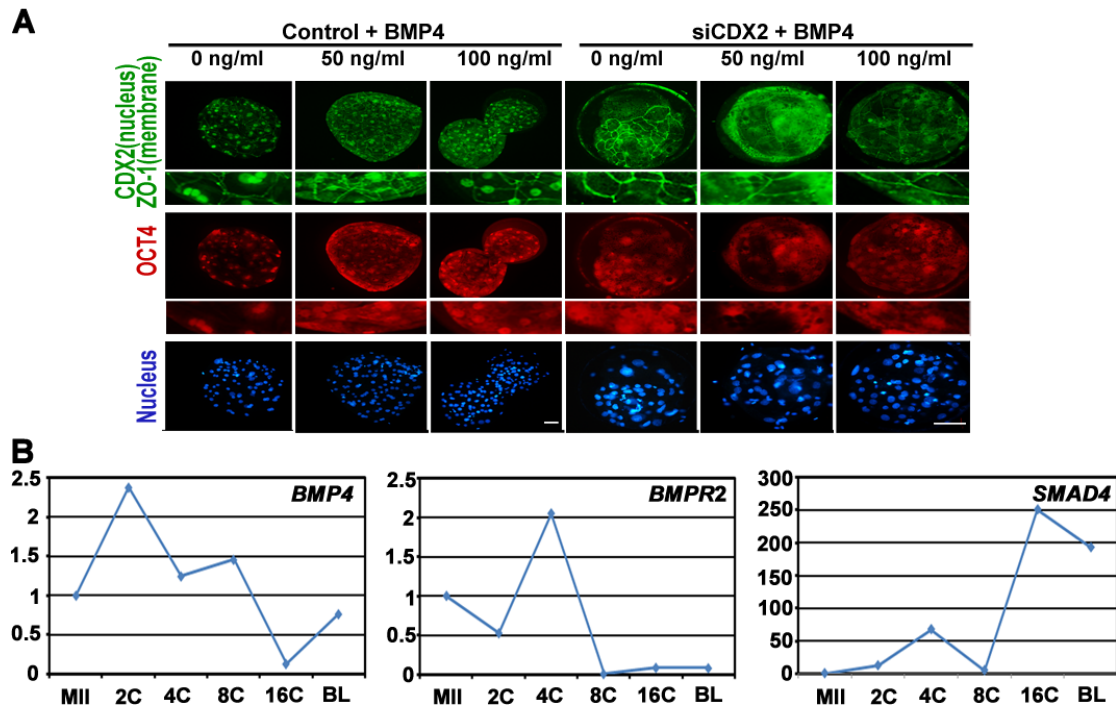 A
Control + BMP4
siCDX2 + BMP4
0 ng/ml
50 ng/ml
100 ng/ml
0 ng/ml
50 ng/ml
100 ng/ml
CDX2(nucleus)
ZO-1(membrane)
OCT4
Nucleus
B
BMP4
2.5
2
1.5
1
0.5
0
MII 2C 4C 8C 16C BL
BMPR2
2.5
2
1.5
1
0.5
0
MII 2C 4C 8C 16C BL
SMAD4
300
250
200
150
100
50
0
MII 2C 4C 8C 16C BL